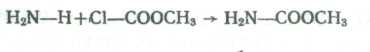 H₂N—H+Cl—COOCH₃ → H₂N—COOCH₃